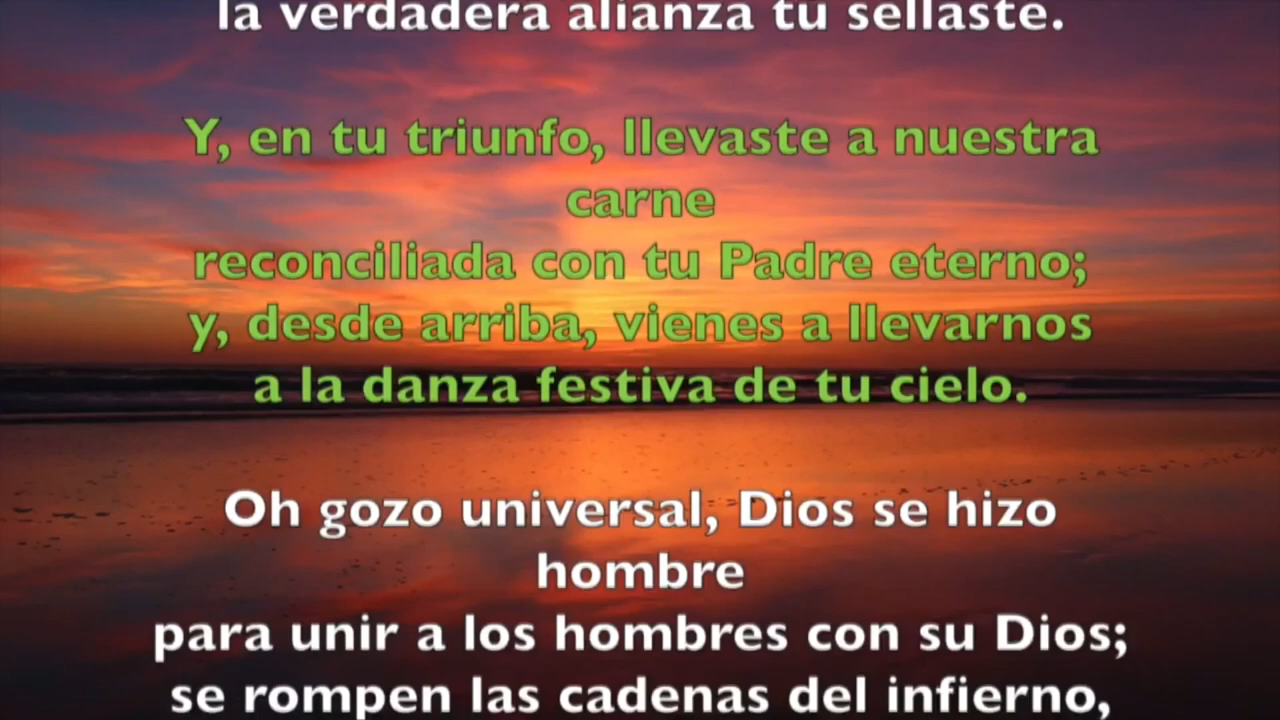 la verdadera alianza tú sellaste.
Y, en tu triunfo, llevaste a nuestra
carne
reconciliada con tu Padre eterno;
y, desde arriba, vienes a llevarnos
a la danza festiva de tu cielo.
Oh gozo universal, Dios se hizo
hombre
para unir a los hombres con su Dios;
se rompen las cadenas del infierno,